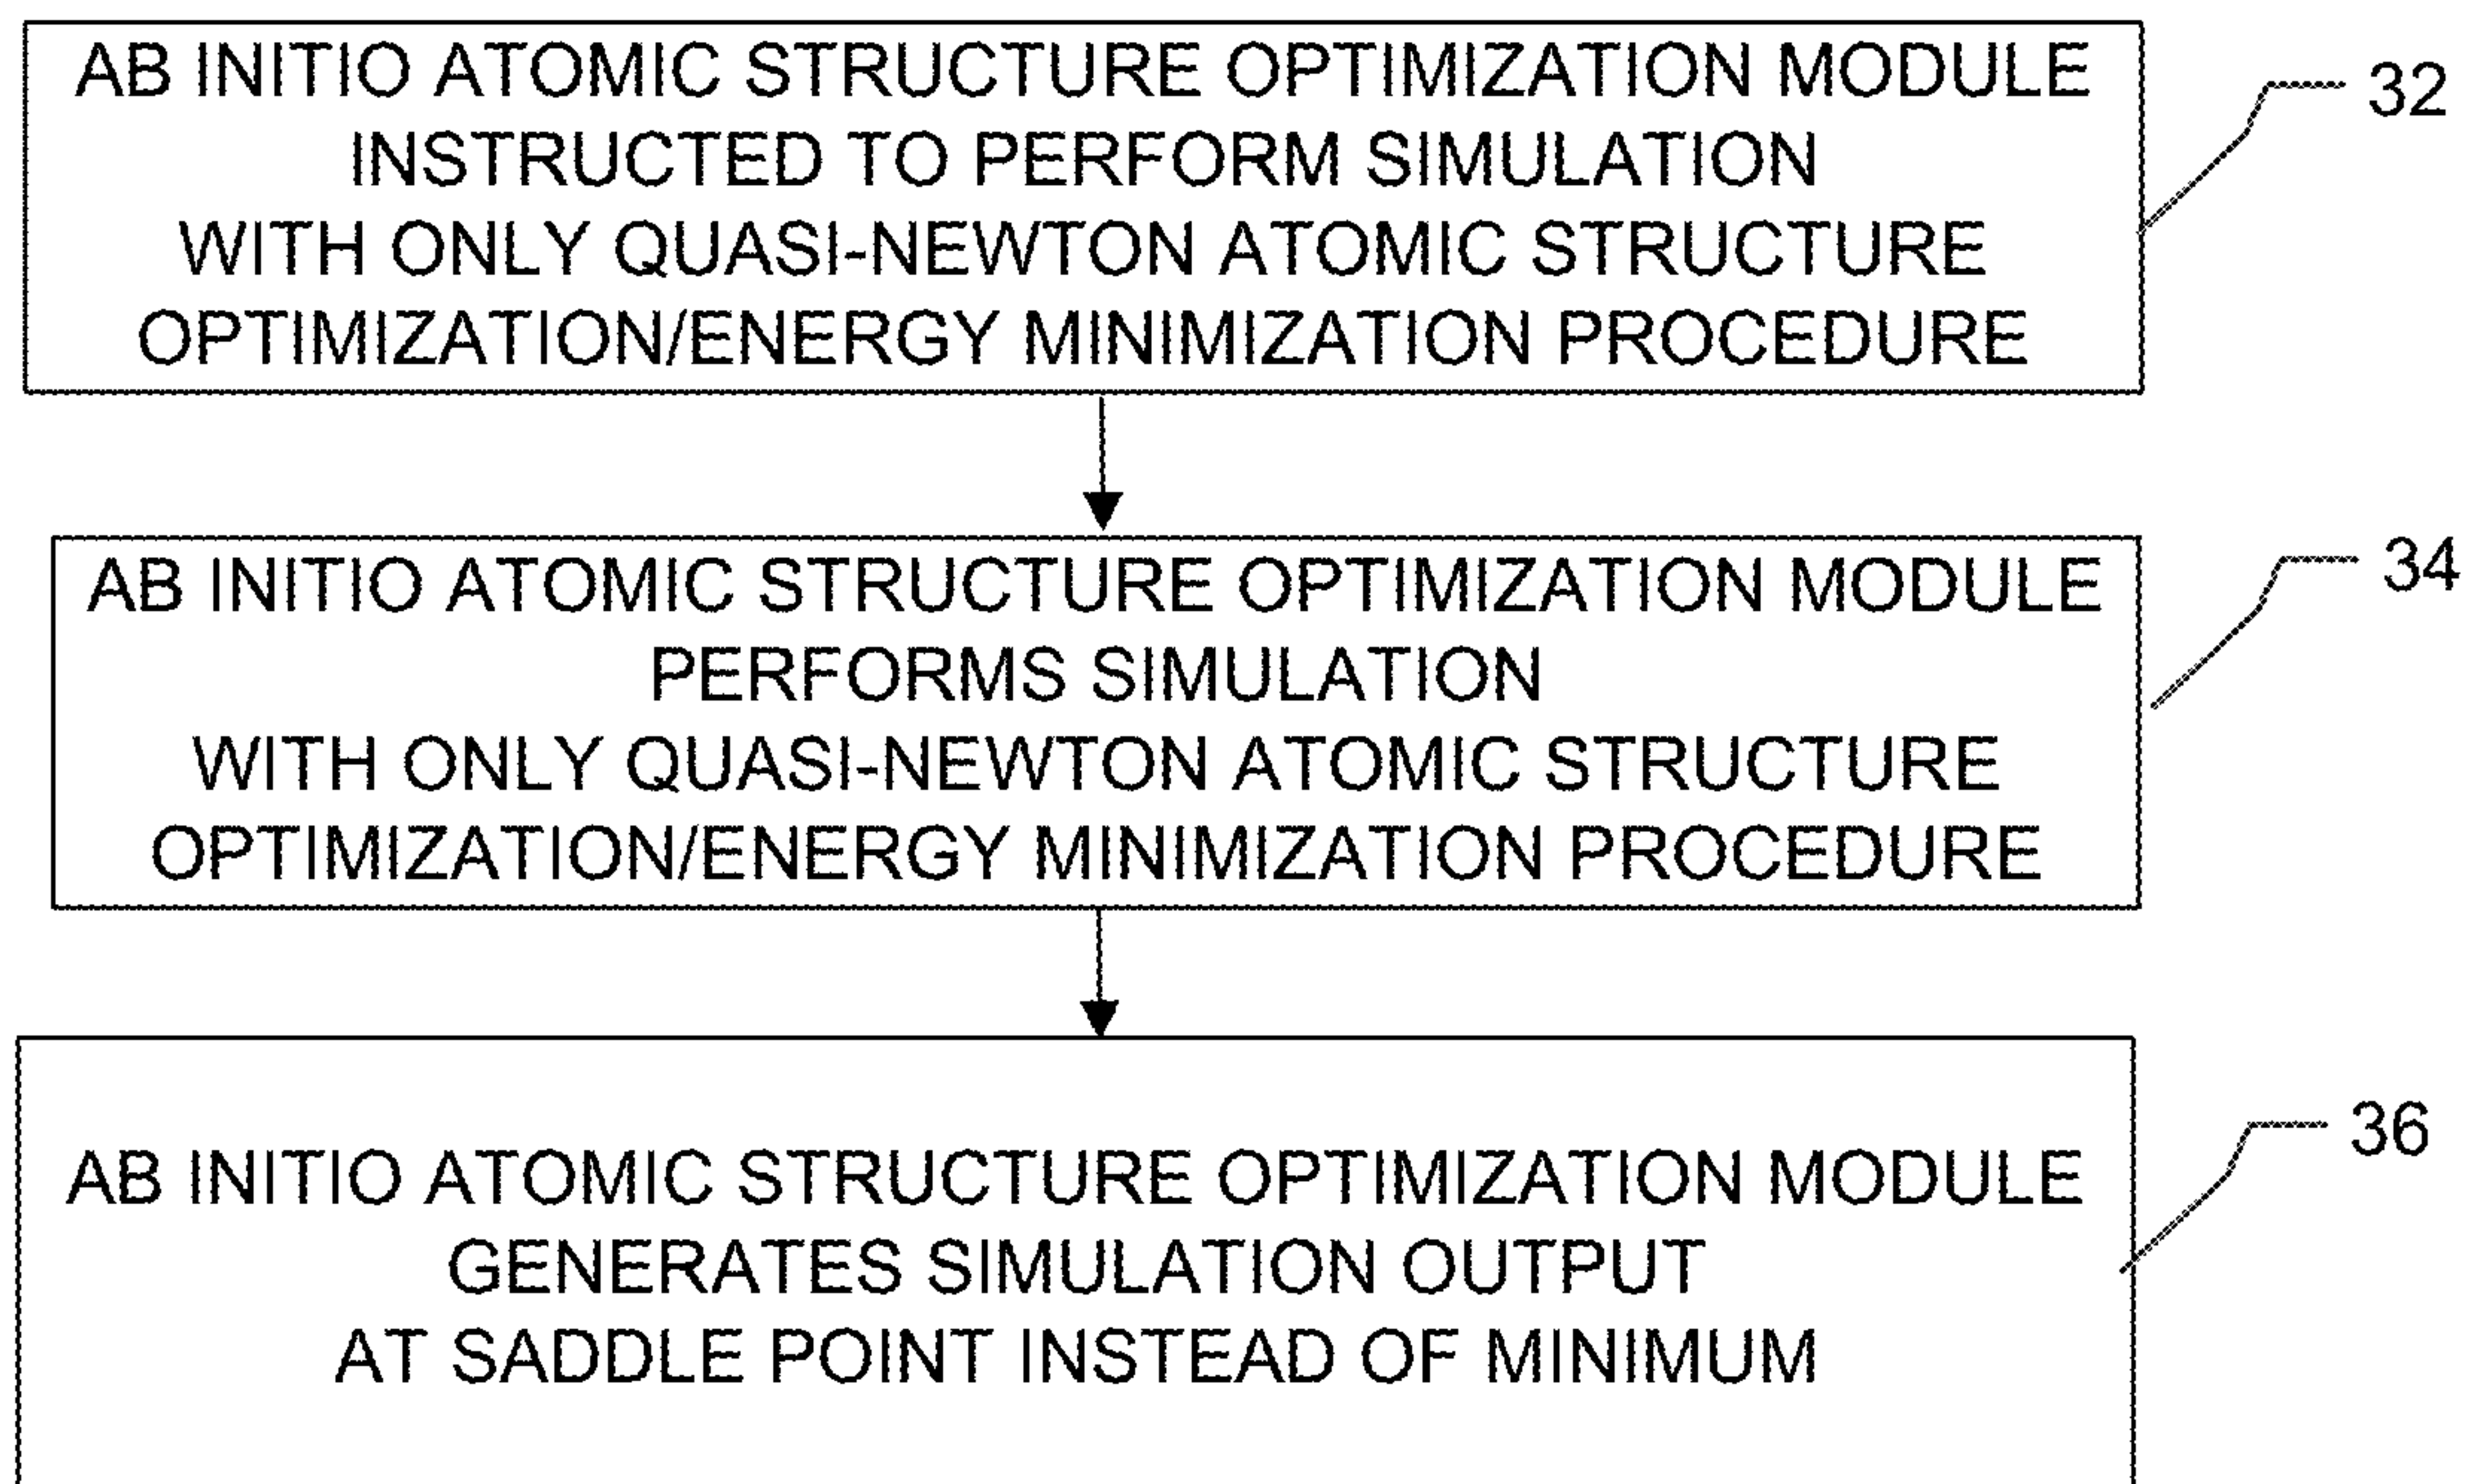 AB INITIO ATOMIC STRUCTURE OPTIMIZATION MODULE
INSTRUCTED TO PERFORM SIMULATION
WITH ONLY QUASI-NEWTON ATOMIC STRUCTURE
OPTIMIZATION/ENERGY MINIMIZATION PROCEDURE
32
AB INITIO ATOMIC STRUCTURE OPTIMIZATION MODULE
PERFORMS SIMULATION
WITH ONLY QUASI-NEWTON ATOMIC STRUCTURE
OPTIMIZATION/ENERGY MINIMIZATION PROCEDURE
34
AB INITIO ATOMIC STRUCTURE OPTIMIZATION MODULE
GENERATES SIMULATION OUTPUT
AT SADDLE POINT INSTEAD OF MINIMUM
36